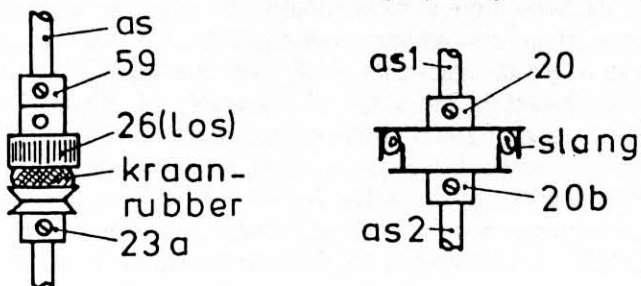 as
59
26(los)
kraan-
rubber
23a
as1
20
slang
20b
as2